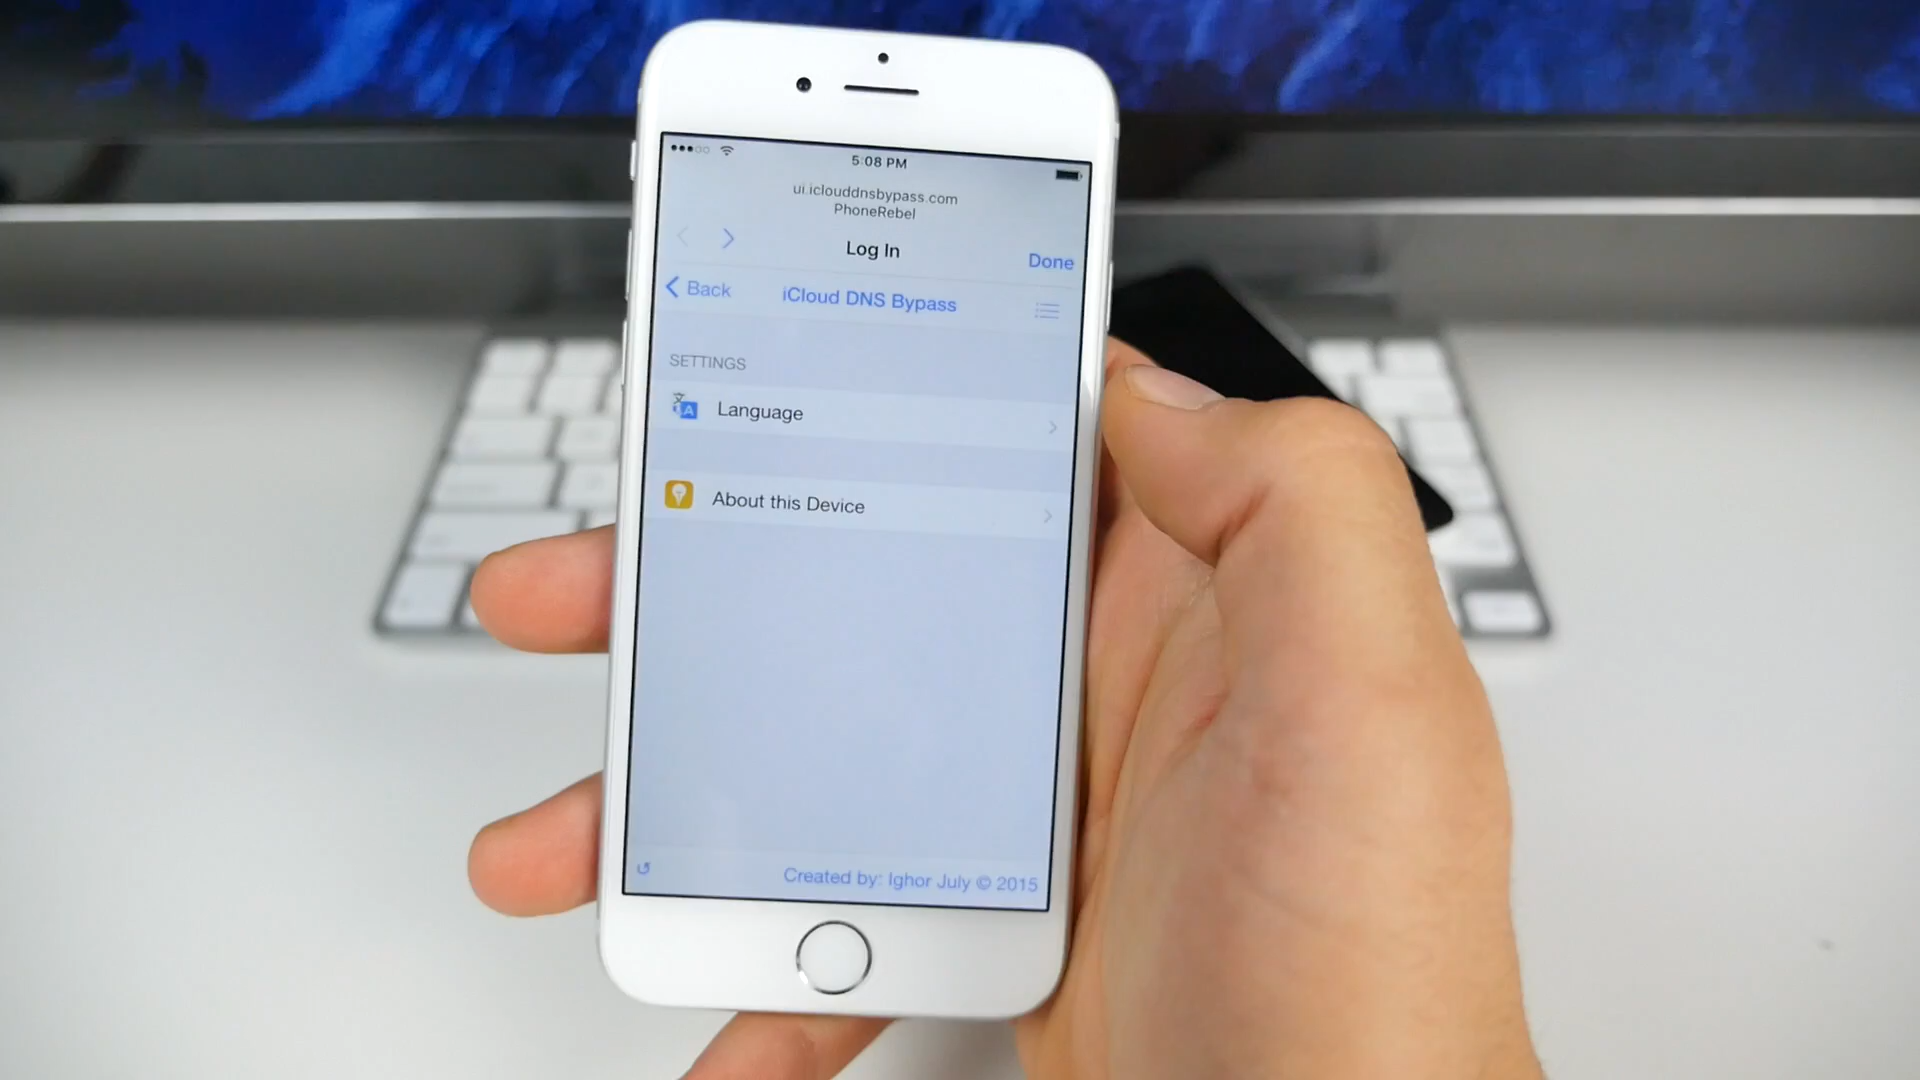 5:08 PM
ui.iclouddnsbypass.com
PhoneRebel
Log In
Done
Back
iCloud DNS Bypass
SETTINGS
Language
About this Device
Created by: Ighor July © 2015